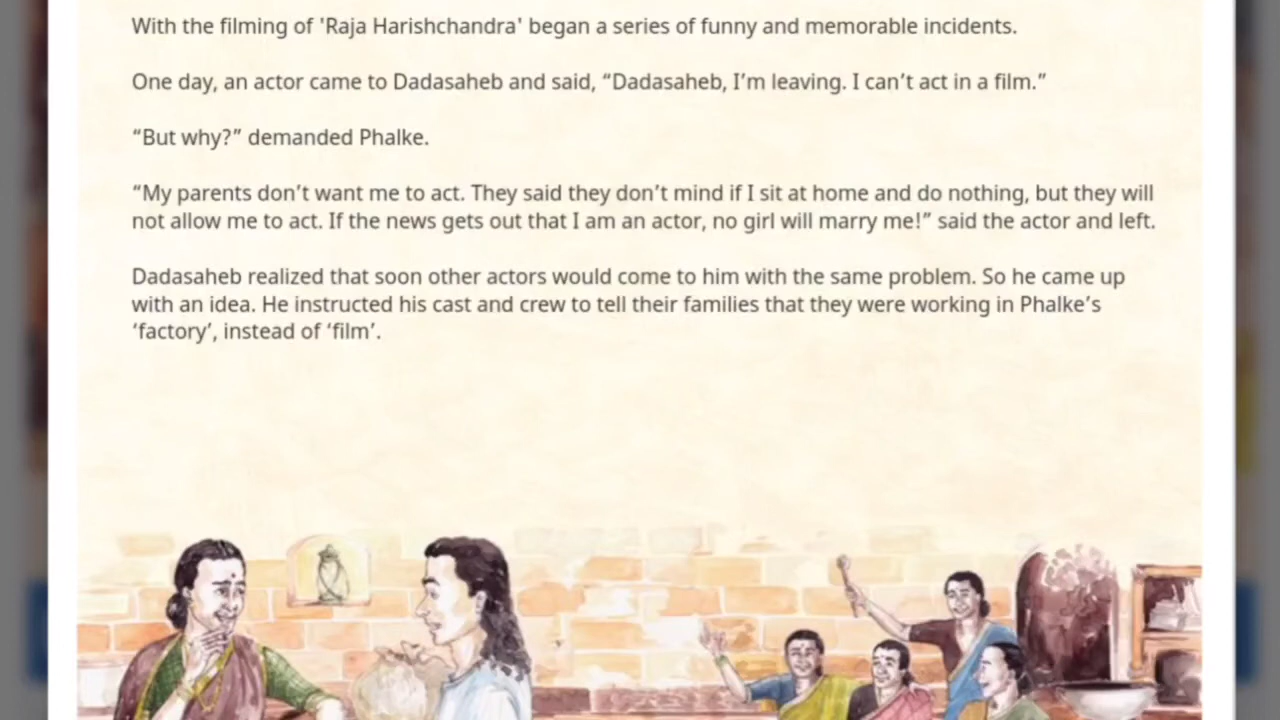 With the filming of 'Raja Harishchandra' began a series of funny and memorable incidents.
One day, an actor came to Dadasaheb and said, “Dadasaheb, I’m leaving. I can’t act in a film.”
“But why?” demanded Phalke.
“My parents don’t want me to act. They said they don’t mind if I sit at home and do nothing, but they will
not allow me to act. If the news gets out that I am an actor, no girl will marry me!” said the actor and left.
Dadasaheb realized that soon other actors would come to him with the same problem. So he came up
with an idea. He instructed his cast and crew to tell their families that they were working in Phalke’s
‘factory’, instead of ‘film’.